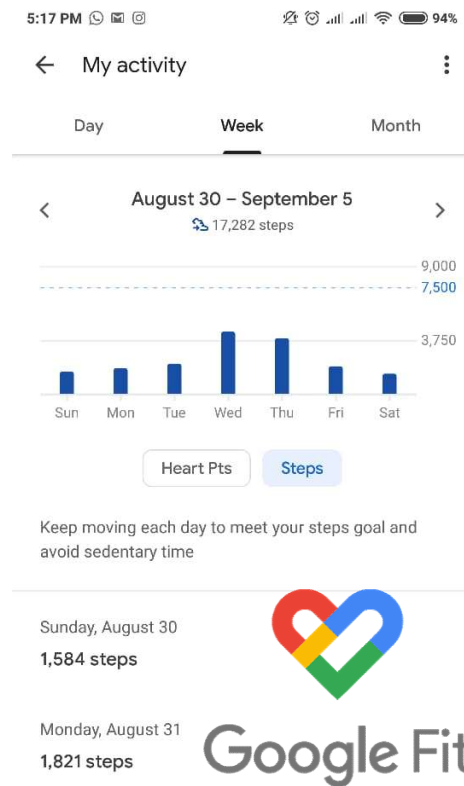 5:17 PM 94%
My activity
Day Week Month
August 30 – September 5
17,282 steps
9,000
7,500
3,750
Sun Mon Tue Wed Thu Fri Sat
Heart Pts Steps
Keep moving each day to meet your steps goal and
avoid sedentary time
Sunday, August 30
1,584 steps
Monday, August 31
1,821 steps
Google Fit